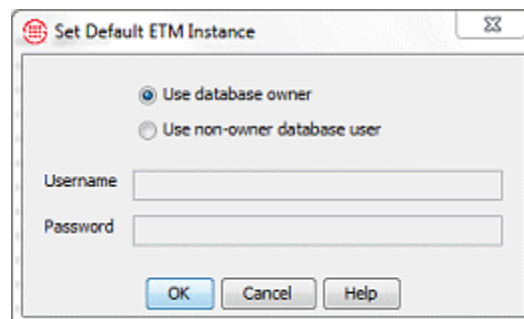 Set Default ETM Instance
Use database owner
Use non-owner database user
Username
Password
OK Cancel Help